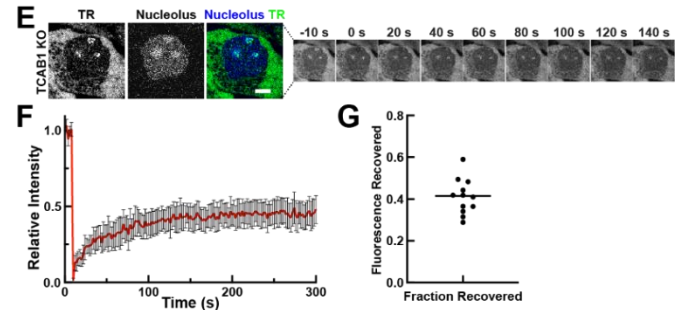 E
TR Nucleolus Nucleolus TR
TCAB1 KO
-10 s 0 s 20 s 40 s 60 s 80 s 100 s 120 s 140 s
F
Relative Intensity
1.0
0.5
0.0
0 100 200 300
Time (s)
G
Fluorescence Recovered
0.8
0.6
0.4
0.2
0.0
Fraction Recovered